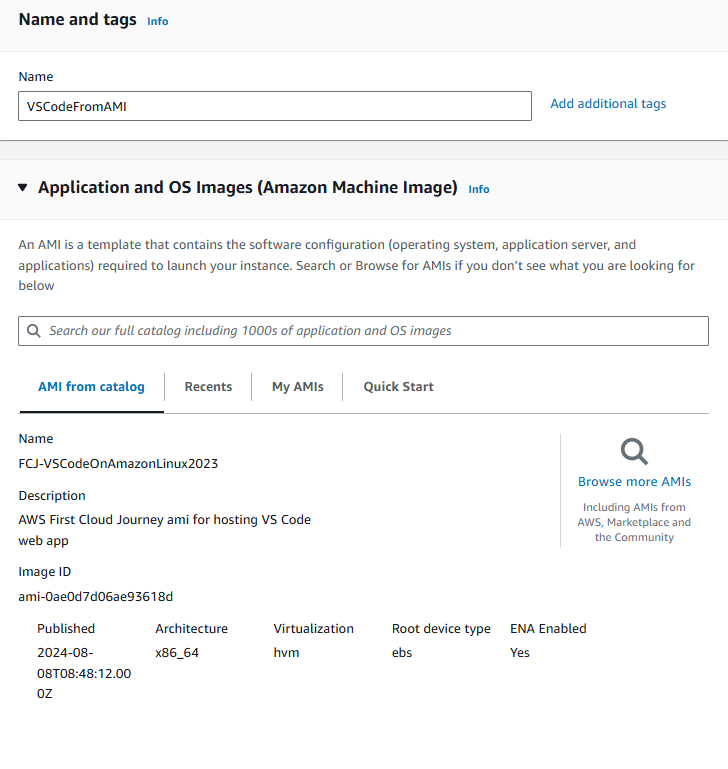 Name and tags Info
Name
VSCodeFromAMI
Add additional tags
Application and OS Images (Amazon Machine Image) Info
An AMI is a template that contains the software configuration (operating system, application server, and
applications) required to launch your instance. Search or Browse for AMIs if you don’t see what you are looking for
below
Search our full catalog including 1000s of application and OS images
AMI from catalog Recents My AMIs Quick Start
Name
FCJ-VSCodeOnAmazonLinux2023
Description
AWS First Cloud Journey ami for hosting VS Code
web app
Image ID
ami-0ae0d7d06ae93618d
Browse more AMIs
Including AMIs from
AWS, Marketplace and
the Community
Published Architecture Virtualization Root device type ENA Enabled
2024-08- x86_64 hvm ebs Yes
08T08:48:12.00
0Z